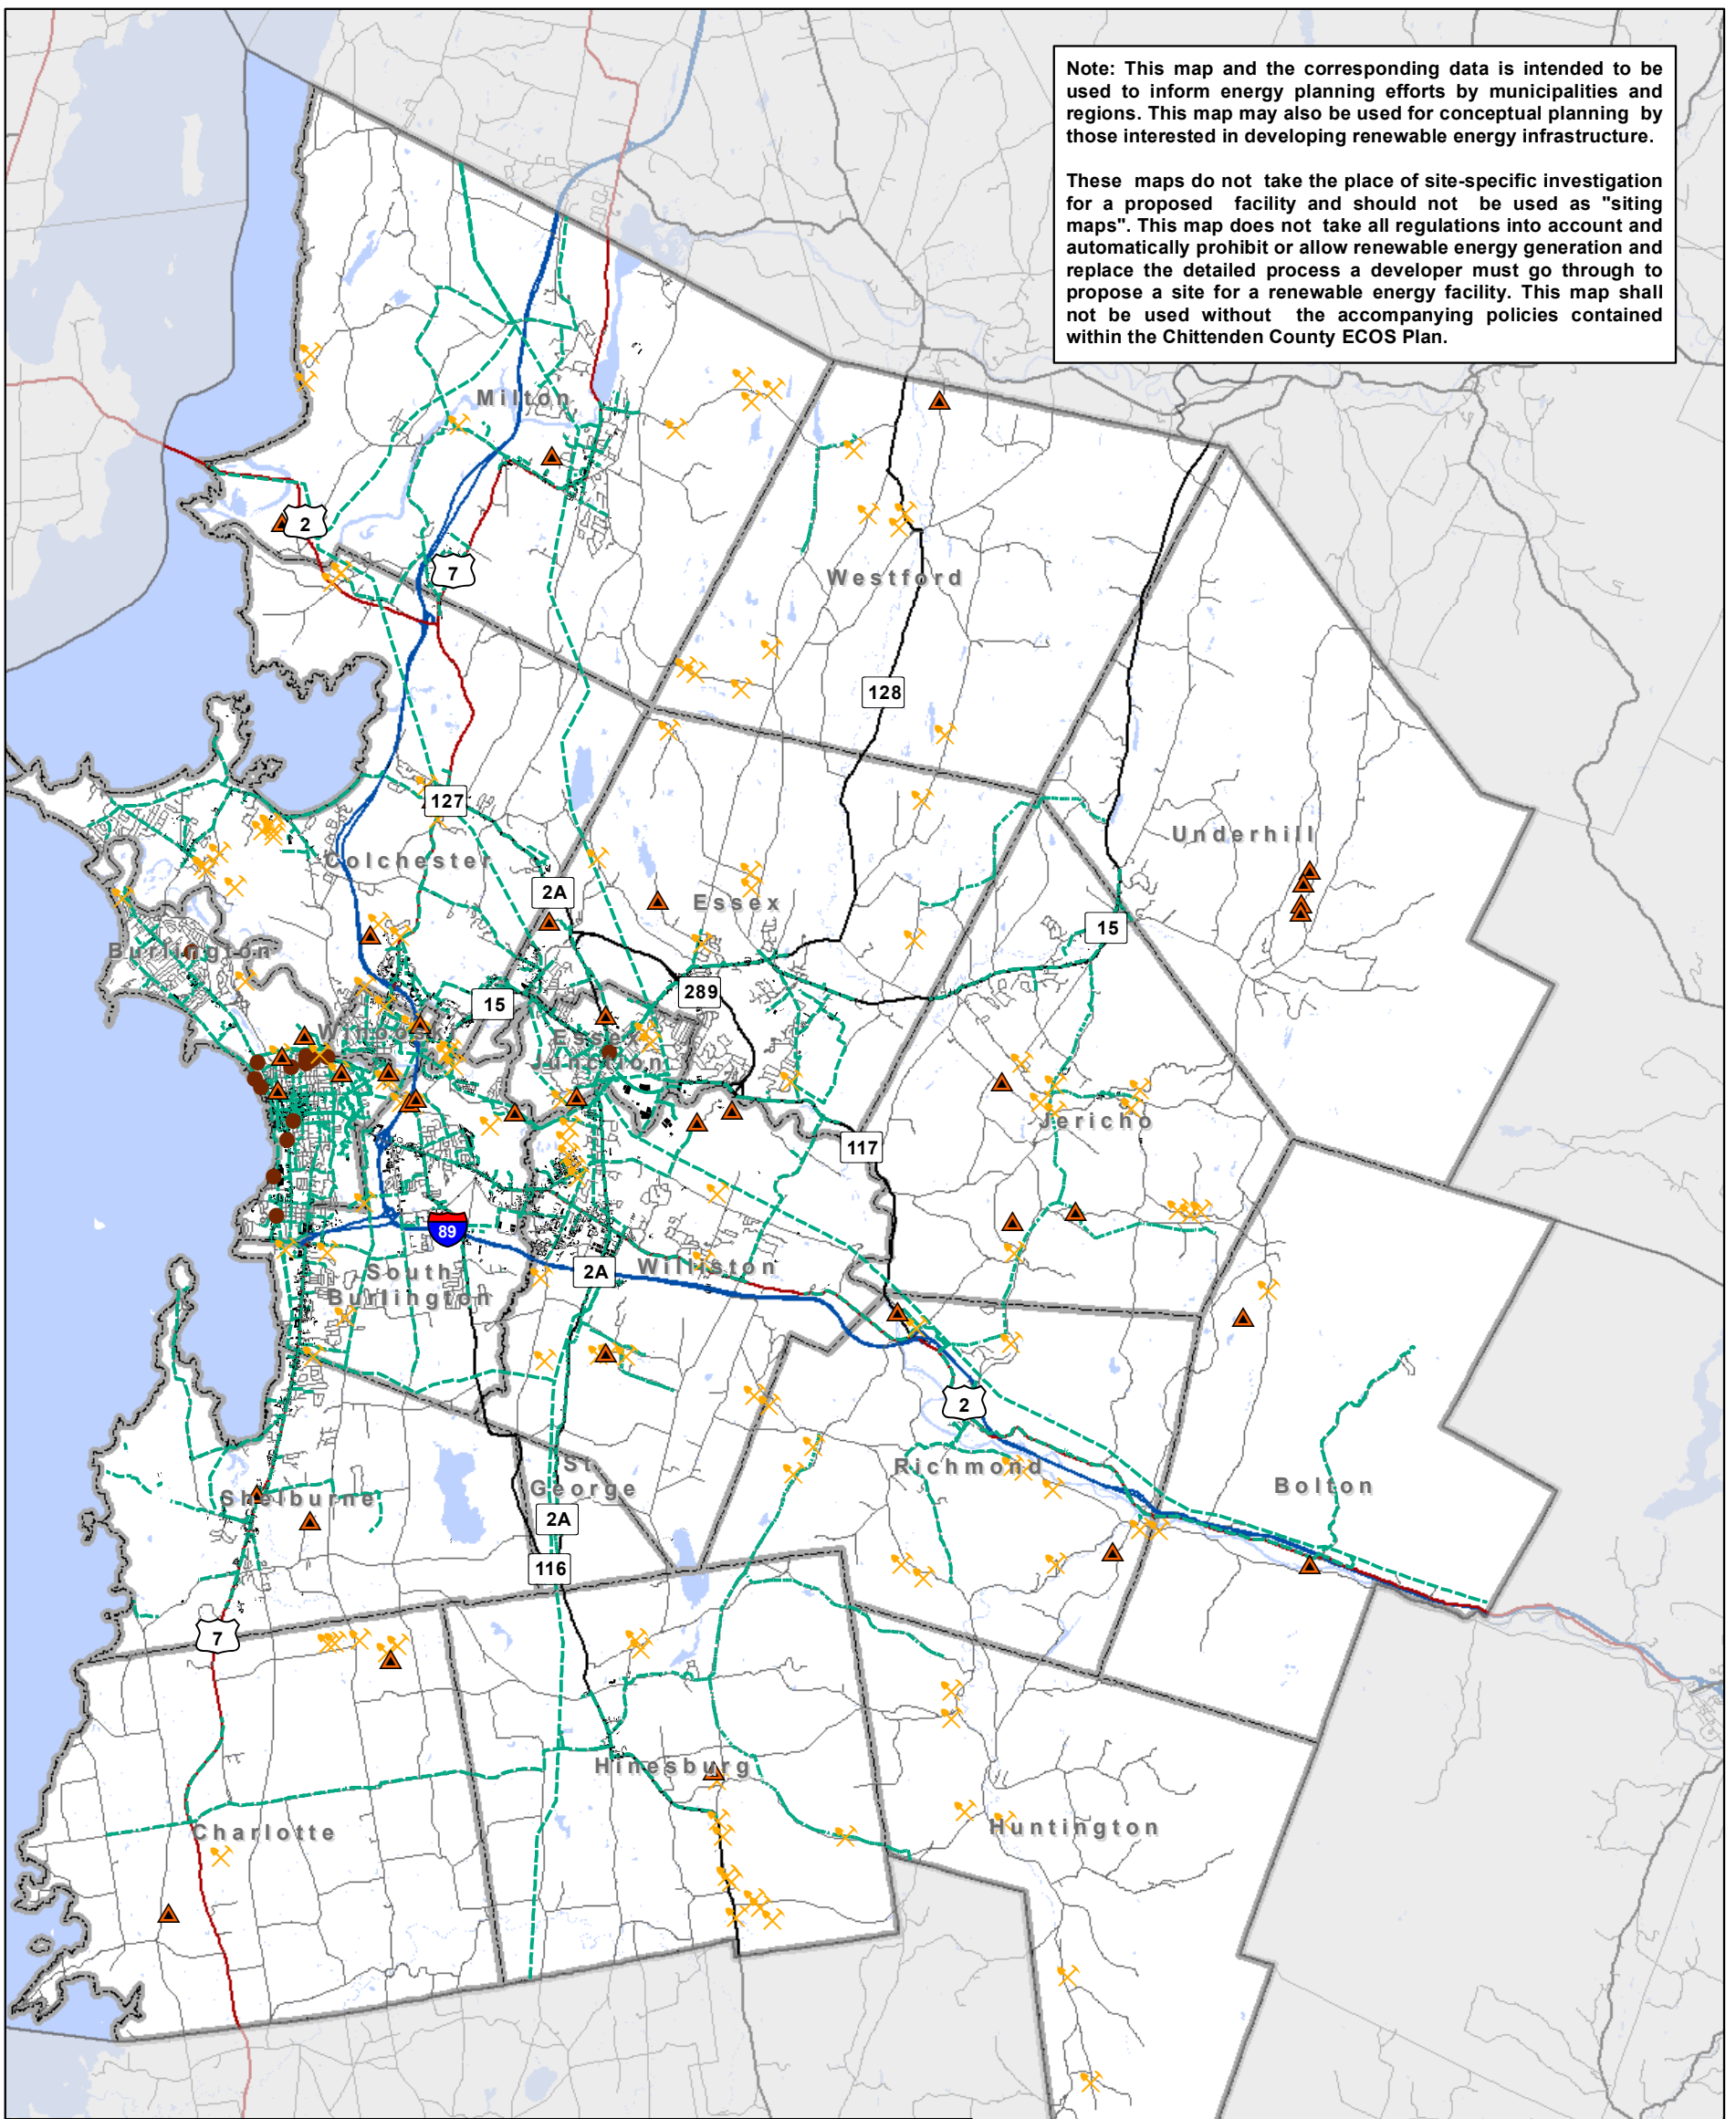 Note: This map and the corresponding data is intended to be
used to inform energy planning efforts by municipalities and
regions. This map may also be used for conceptual planning by
those interested in developing renewable energy infrastructure.
These maps do not take the place of site-specific investigation
for a proposed facility and should not be used as "siting
maps". This map does not take all regulations into account and
automatically prohibit or allow renewable energy generation and
replace the detailed process a developer must go through to
propose a site for a renewable energy facility. This map shall
not be used without the accompanying policies contained
within the Chittenden County ECOS Plan.
Milton
2
7
Westford
128
127
Colchester
Underhill
2A
Essex
15
Burlington
289
15
Winooski
Essex
Junction
Jericho
117
89
South
Burlington
2A
Williston
2
Richmond
St
George
Bolton
Shelburne
2A
116
7
Hinesburg
Charlotte
Huntington